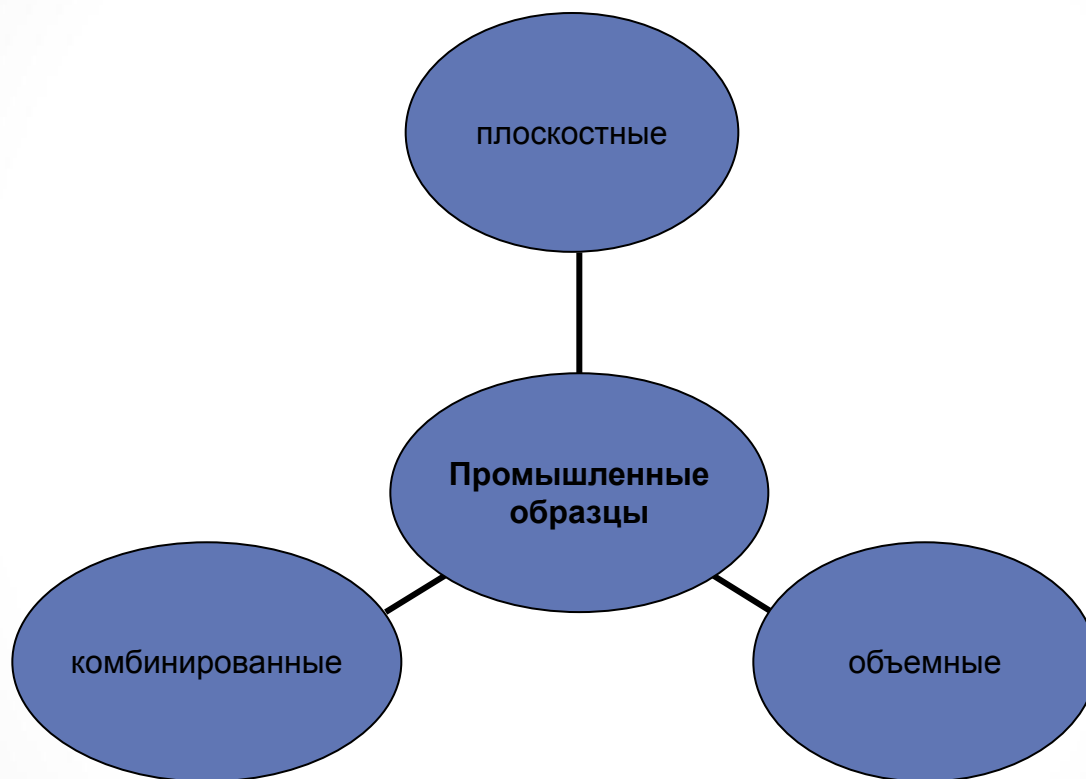 плоскостные
Промышленные
образцы
комбинированные
объемные